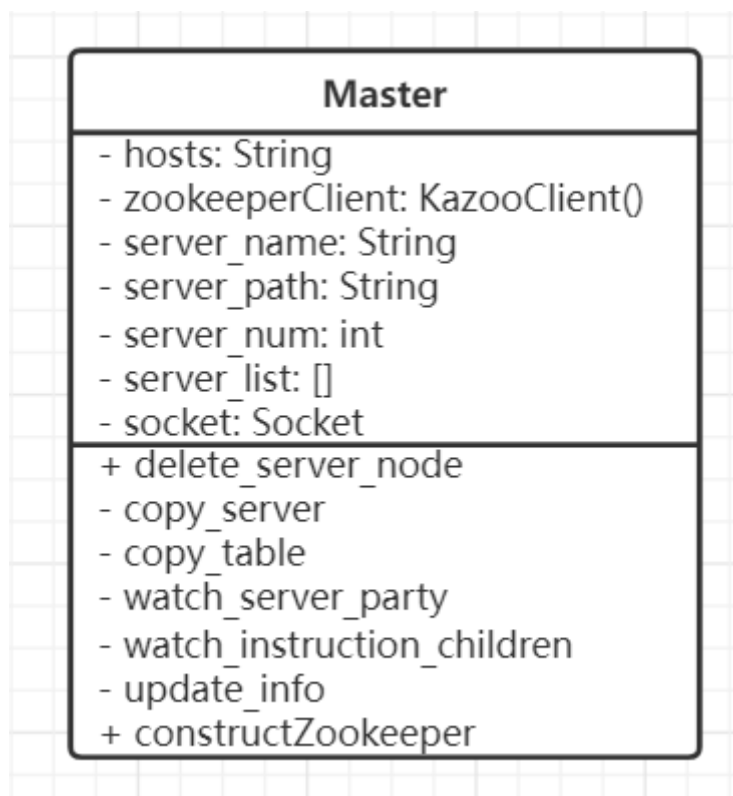 Master
- hosts: String
- zookeeperClient: KazooClient()
- server_name: String
- server_path: String
- server_num: int
- server_list: []
- socket: Socket
+ delete_server_node
- copy_server
- copy_table
- watch_server_party
- watch_instruction_children
- update_info
+ constructZookeeper